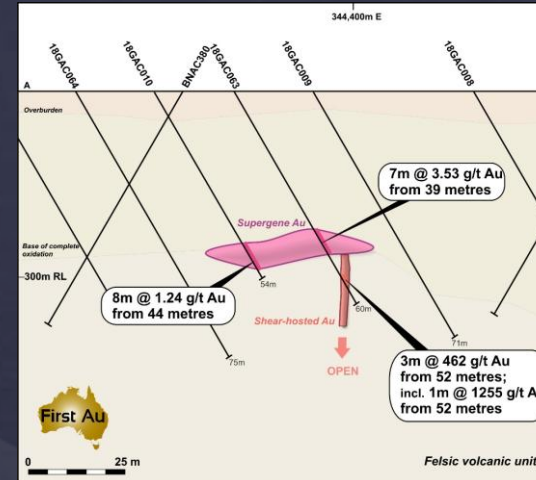 344,400m E
18GAC064
18GAC010
BNAC380
18GAC063
18GAC009
18GAC008
A
Overburden
7m @ 3.53 g/t Au
from 39 metres
Supergene Au
Base of complete
oxidation
300m RL
54m
8m @ 1.24 g/t Au
from 44 metres
60m
Shear-hosted Au
71m
75m
OPEN
3m @ 462 g/t Au
from 52 metres;
incl. 1m @ 1255 g/t A
from 52 metres
First Au
0 25 m
Felsic volcanic unit